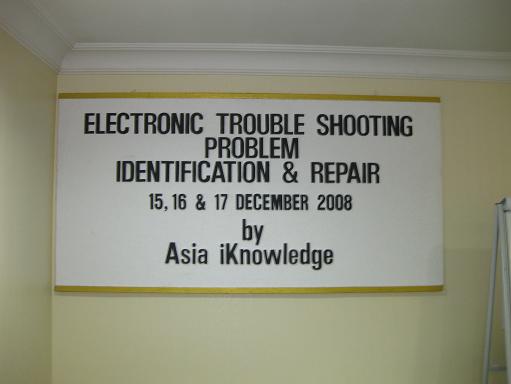 ELECTRONIC TROUBLE SHOOTING
PROBLEM
IDENTIFICATION & REPAIR
15, 16 & 17 DECEMBER 2008
by
Asia iKnowledge